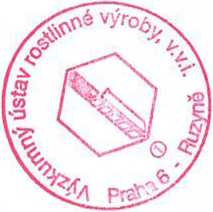 Výzkumný ústav rostlinné výroby, v.v.i.
Praha 6 - Ruzyně
1